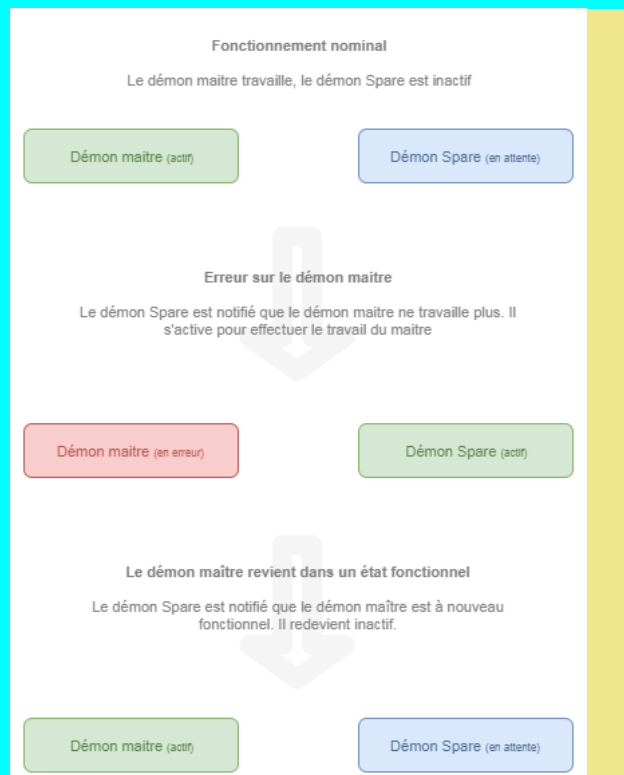 Fonctionnement nominal
Le démon maitre travaille, le démon Spare est inactif
Démon maitre (actif)
Démon Spare (en attente)
Erreur sur le démon maitre
Le démon Spare est notifié que le démon maitre ne travaille plus. Il
s'active pour effectuer le travail du maitre
Démon maitre (en erreur)
Démon Spare (actif)
Le démon maître revient dans un état fonctionnel
Le démon Spare est notifié que le démon maître est à nouveau
fonctionnel. Il redevient inactif.
Démon maitre (actif)
Démon Spare (en attente)